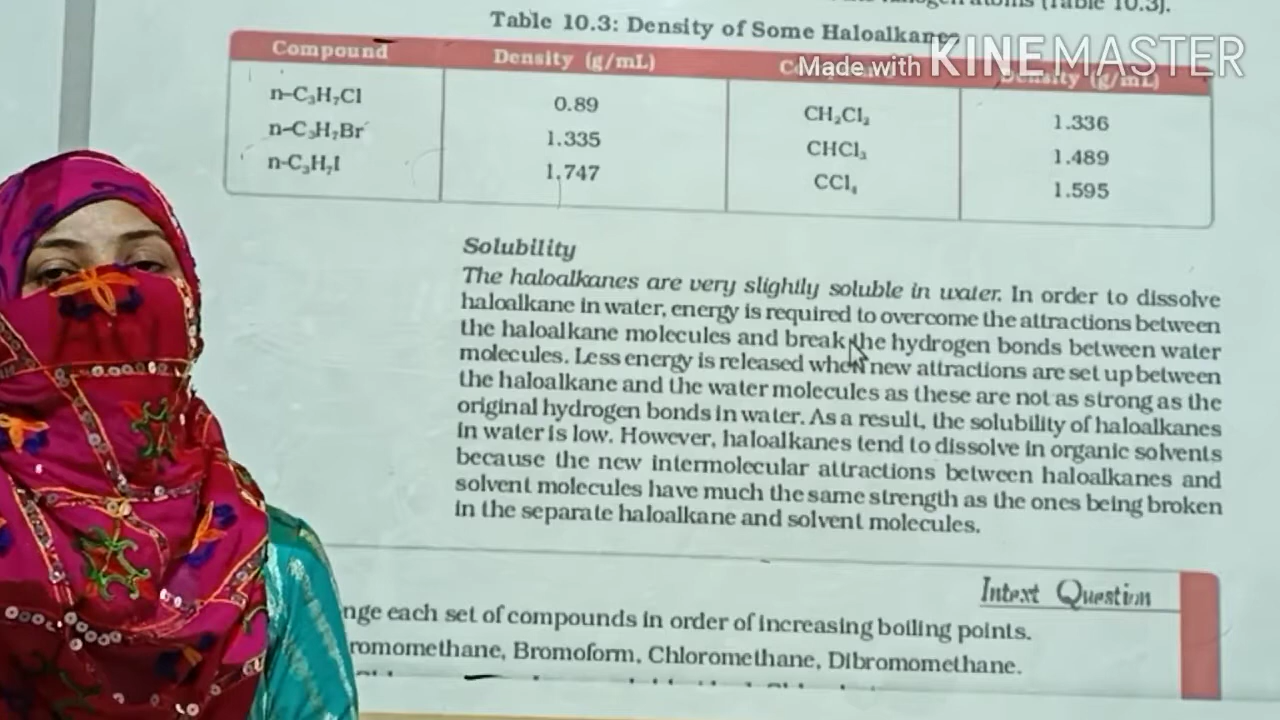 (Table 10.3).
Table 10.3: Density of Some Haloalkanes
Compound Density (g/mL) Density (g/mL)
Made with KINEMASTER
n–C₃H₇Cl 0.89 CH₂Cl₂ 1.336
n–C₃H₇Br 1.335 CHCl₃ 1.489
n-C₃H₇I 1.747 CCl₄ 1.595
Solubility
The haloalkanes are very slightly soluble in water. In order to dissolve
haloalkane in water, energy is required to overcome the attractions between
the haloalkane molecules and break the hydrogen bonds between water
molecules. Less energy is released when new attractions are set up between
the haloalkane and the water molecules as these are not as strong as the
original hydrogen bonds in water. As a result, the solubility of haloalkanes
in water is low. However, haloalkanes tend to dissolve in organic solvents
because the new intermolecular attractions between haloalkanes and
solvent molecules have much the same strength as the ones being broken
in the separate haloalkane and solvent molecules.
Intext Question
nge each set of compounds in order of increasing boiling points.
romomethane, Bromoform, Chloromethane, Dibromomethane.